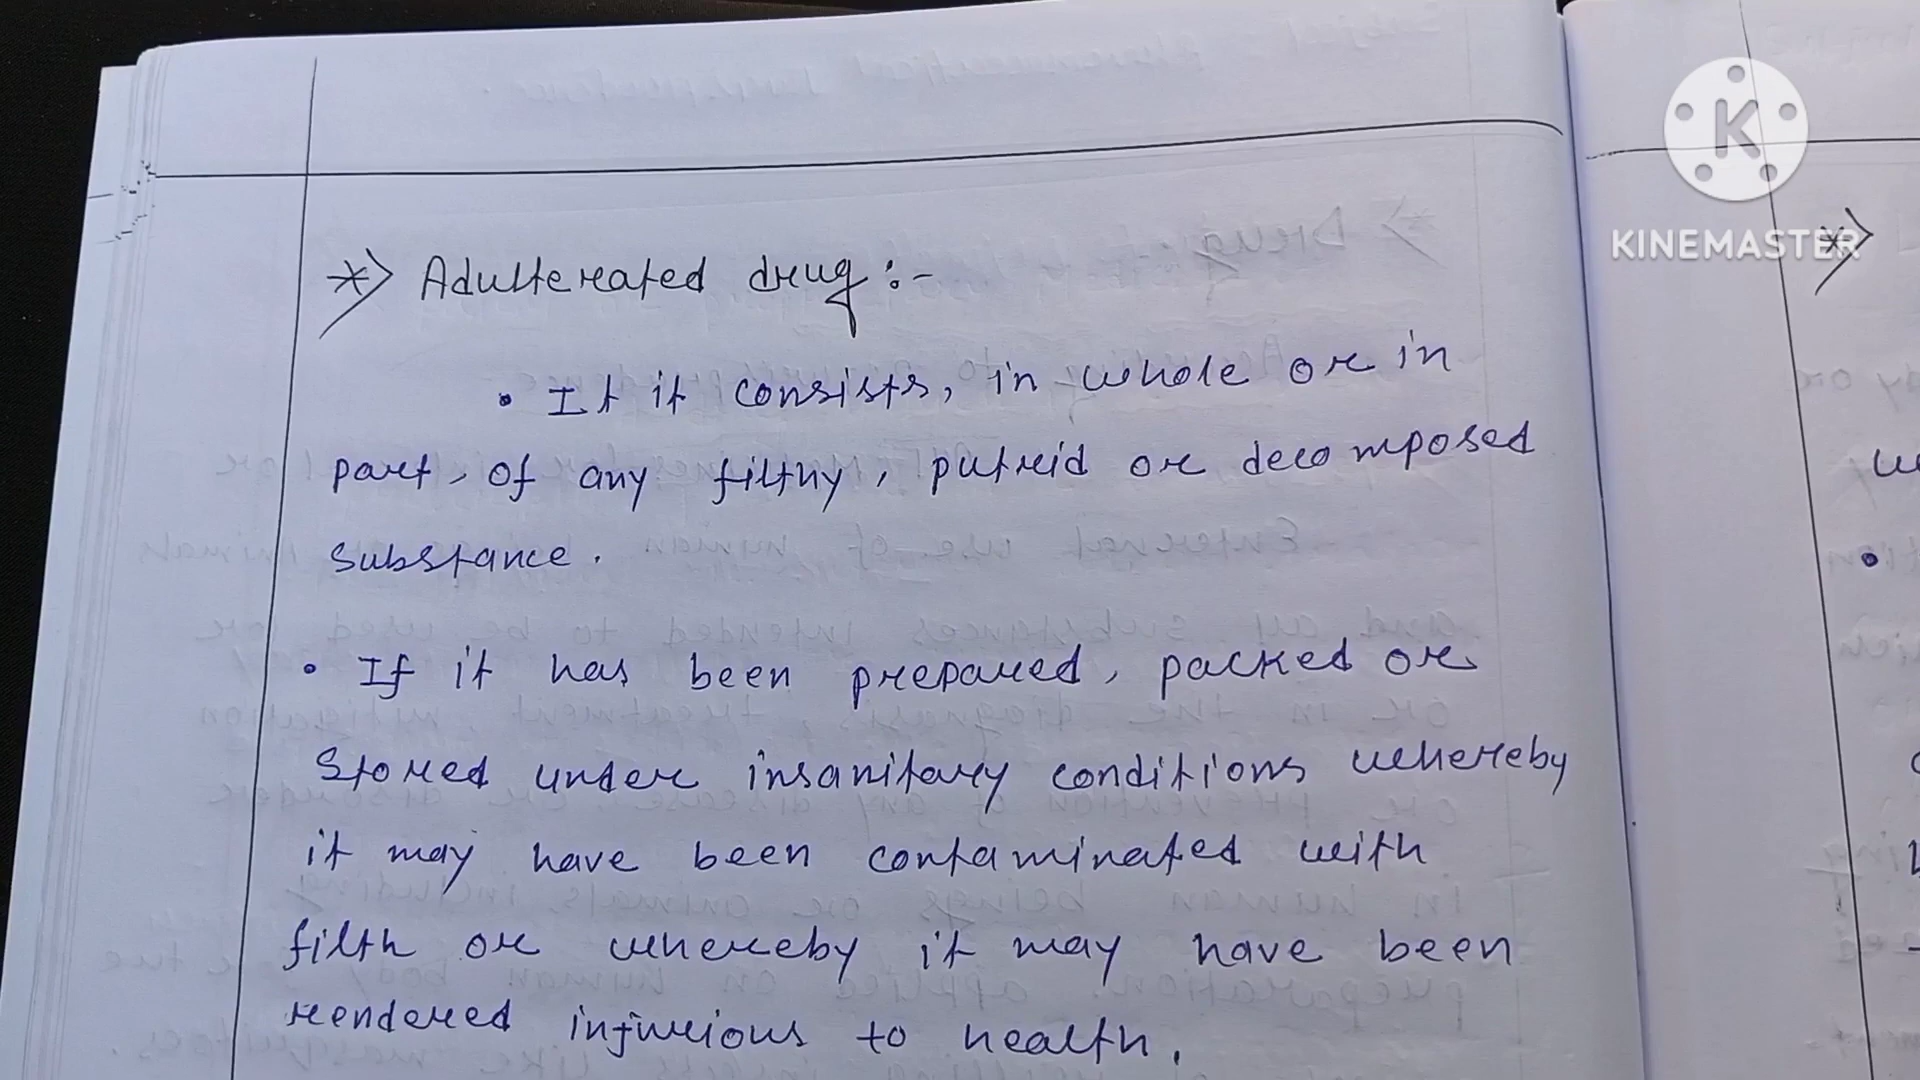 *> Adulterated drug :-
• If it consists, in whole or in
part, of any filthy, putrid or decomposed
substance.
• If it has been prepared, packed or
stored under insanitary conditions whereby
it may have been contaminated with
filth or whereby it may have been
rendered injurious to health.
K
KINEMASTER
*>